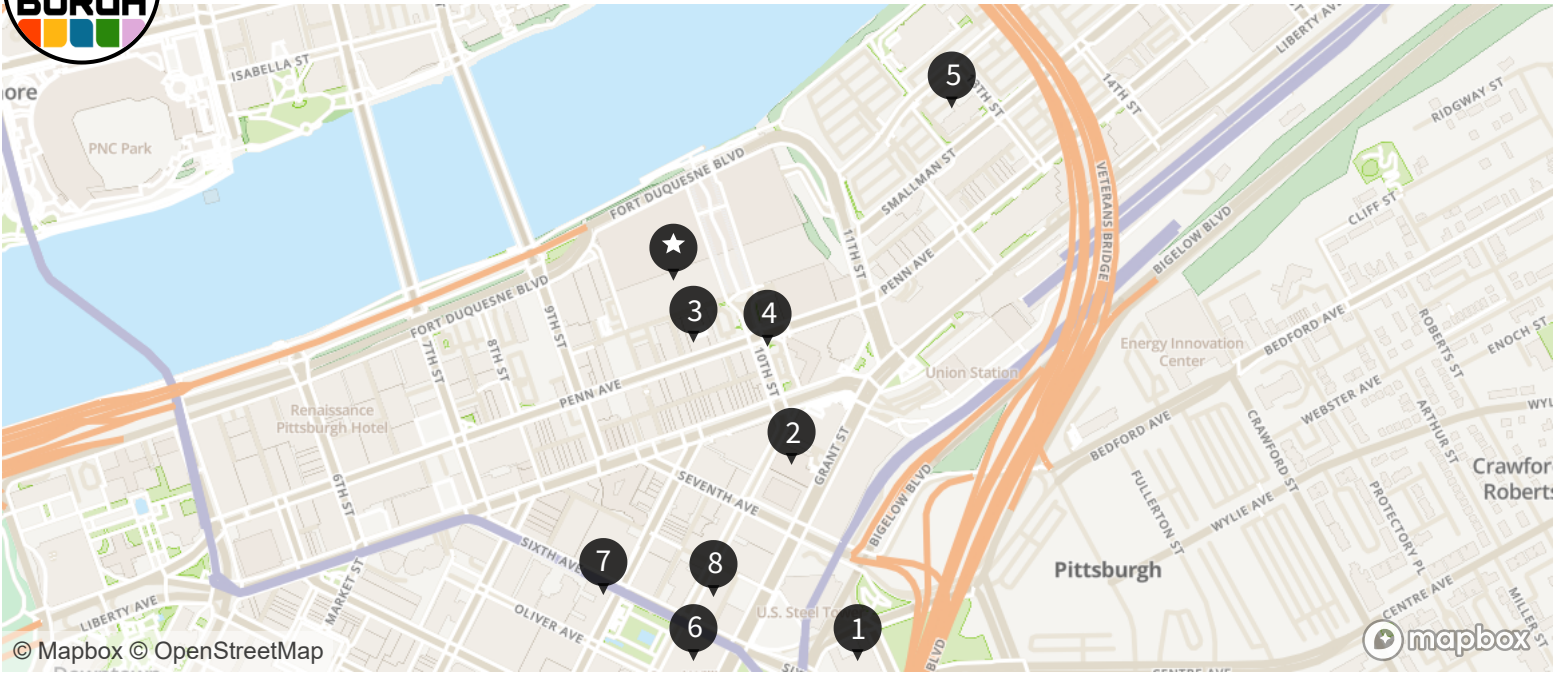 BURGH
ISABELLA ST
PNC Park
FORT DUQUESNE BLVD
FORT DUQUESNE BLVD
5
14TH ST
LIBERTY AVE
RIDGWAY ST
SMALLMAN ST
VETERANS BRIDGE
CLIFF ST
BIGELOW BLVD
11TH ST
PENN AVE
3
4
9TH ST
7TH ST
8TH ST
10TH ST
PENN AVE
Union Station
Energy Innovation
Center
BEDFORD AVE
ROBERTS ST
ENOCH ST
WEBSTER AVE
ARTHUR ST
Renaissance
Pittsburgh Hotel
2
GRANT ST
BEDFORD AVE
CRAWFORD ST
6TH ST
SEVENTH AVE
BIGELOW BLVD
FULLERTON ST
WYLIE AVE
PROTECTORY PL
SIXTH AVE
7
8
Pittsburgh
MARKET ST
LIBERTY AVE
OLIVER AVE
6
U.S. Steel
1
CENTRE AVE
MILLER ST
BLVD
CENTRE AVE
© Mapbox © OpenStreetMap
mapbox